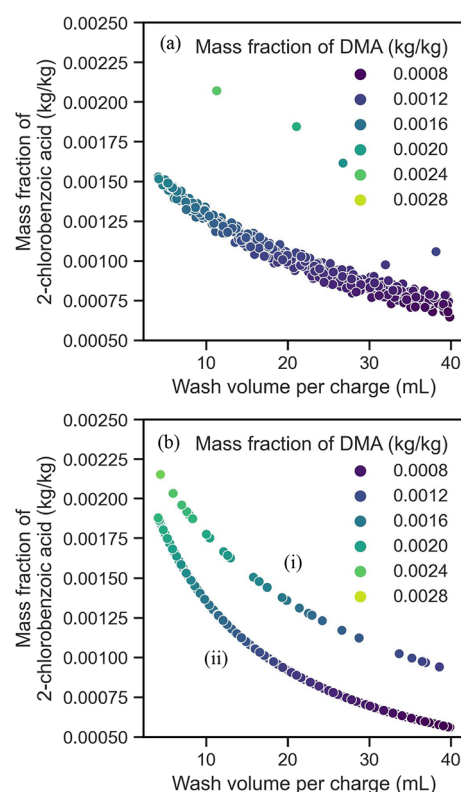 (a) Mass fraction of DMA (kg/kg)
0.0008
0.0012
0.0016
0.0020
0.0024
0.0028
0.00250
0.00225
0.00200
0.00175
0.00150
0.00125
0.00100
0.00075
0.00050
Mass fraction of
2-chlorobenzoic acid (kg/kg)
10 20 30 40
Wash volume per charge (mL)
(b) Mass fraction of DMA (kg/kg)
0.0008
0.0012
0.0016
0.0020
0.0024
0.0028
(i)
(ii)
0.00250
0.00225
0.00200
0.00175
0.00150
0.00125
0.00100
0.00075
0.00050
Mass fraction of
2-chlorobenzoic acid (kg/kg)
10 20 30 40
Wash volume per charge (mL)